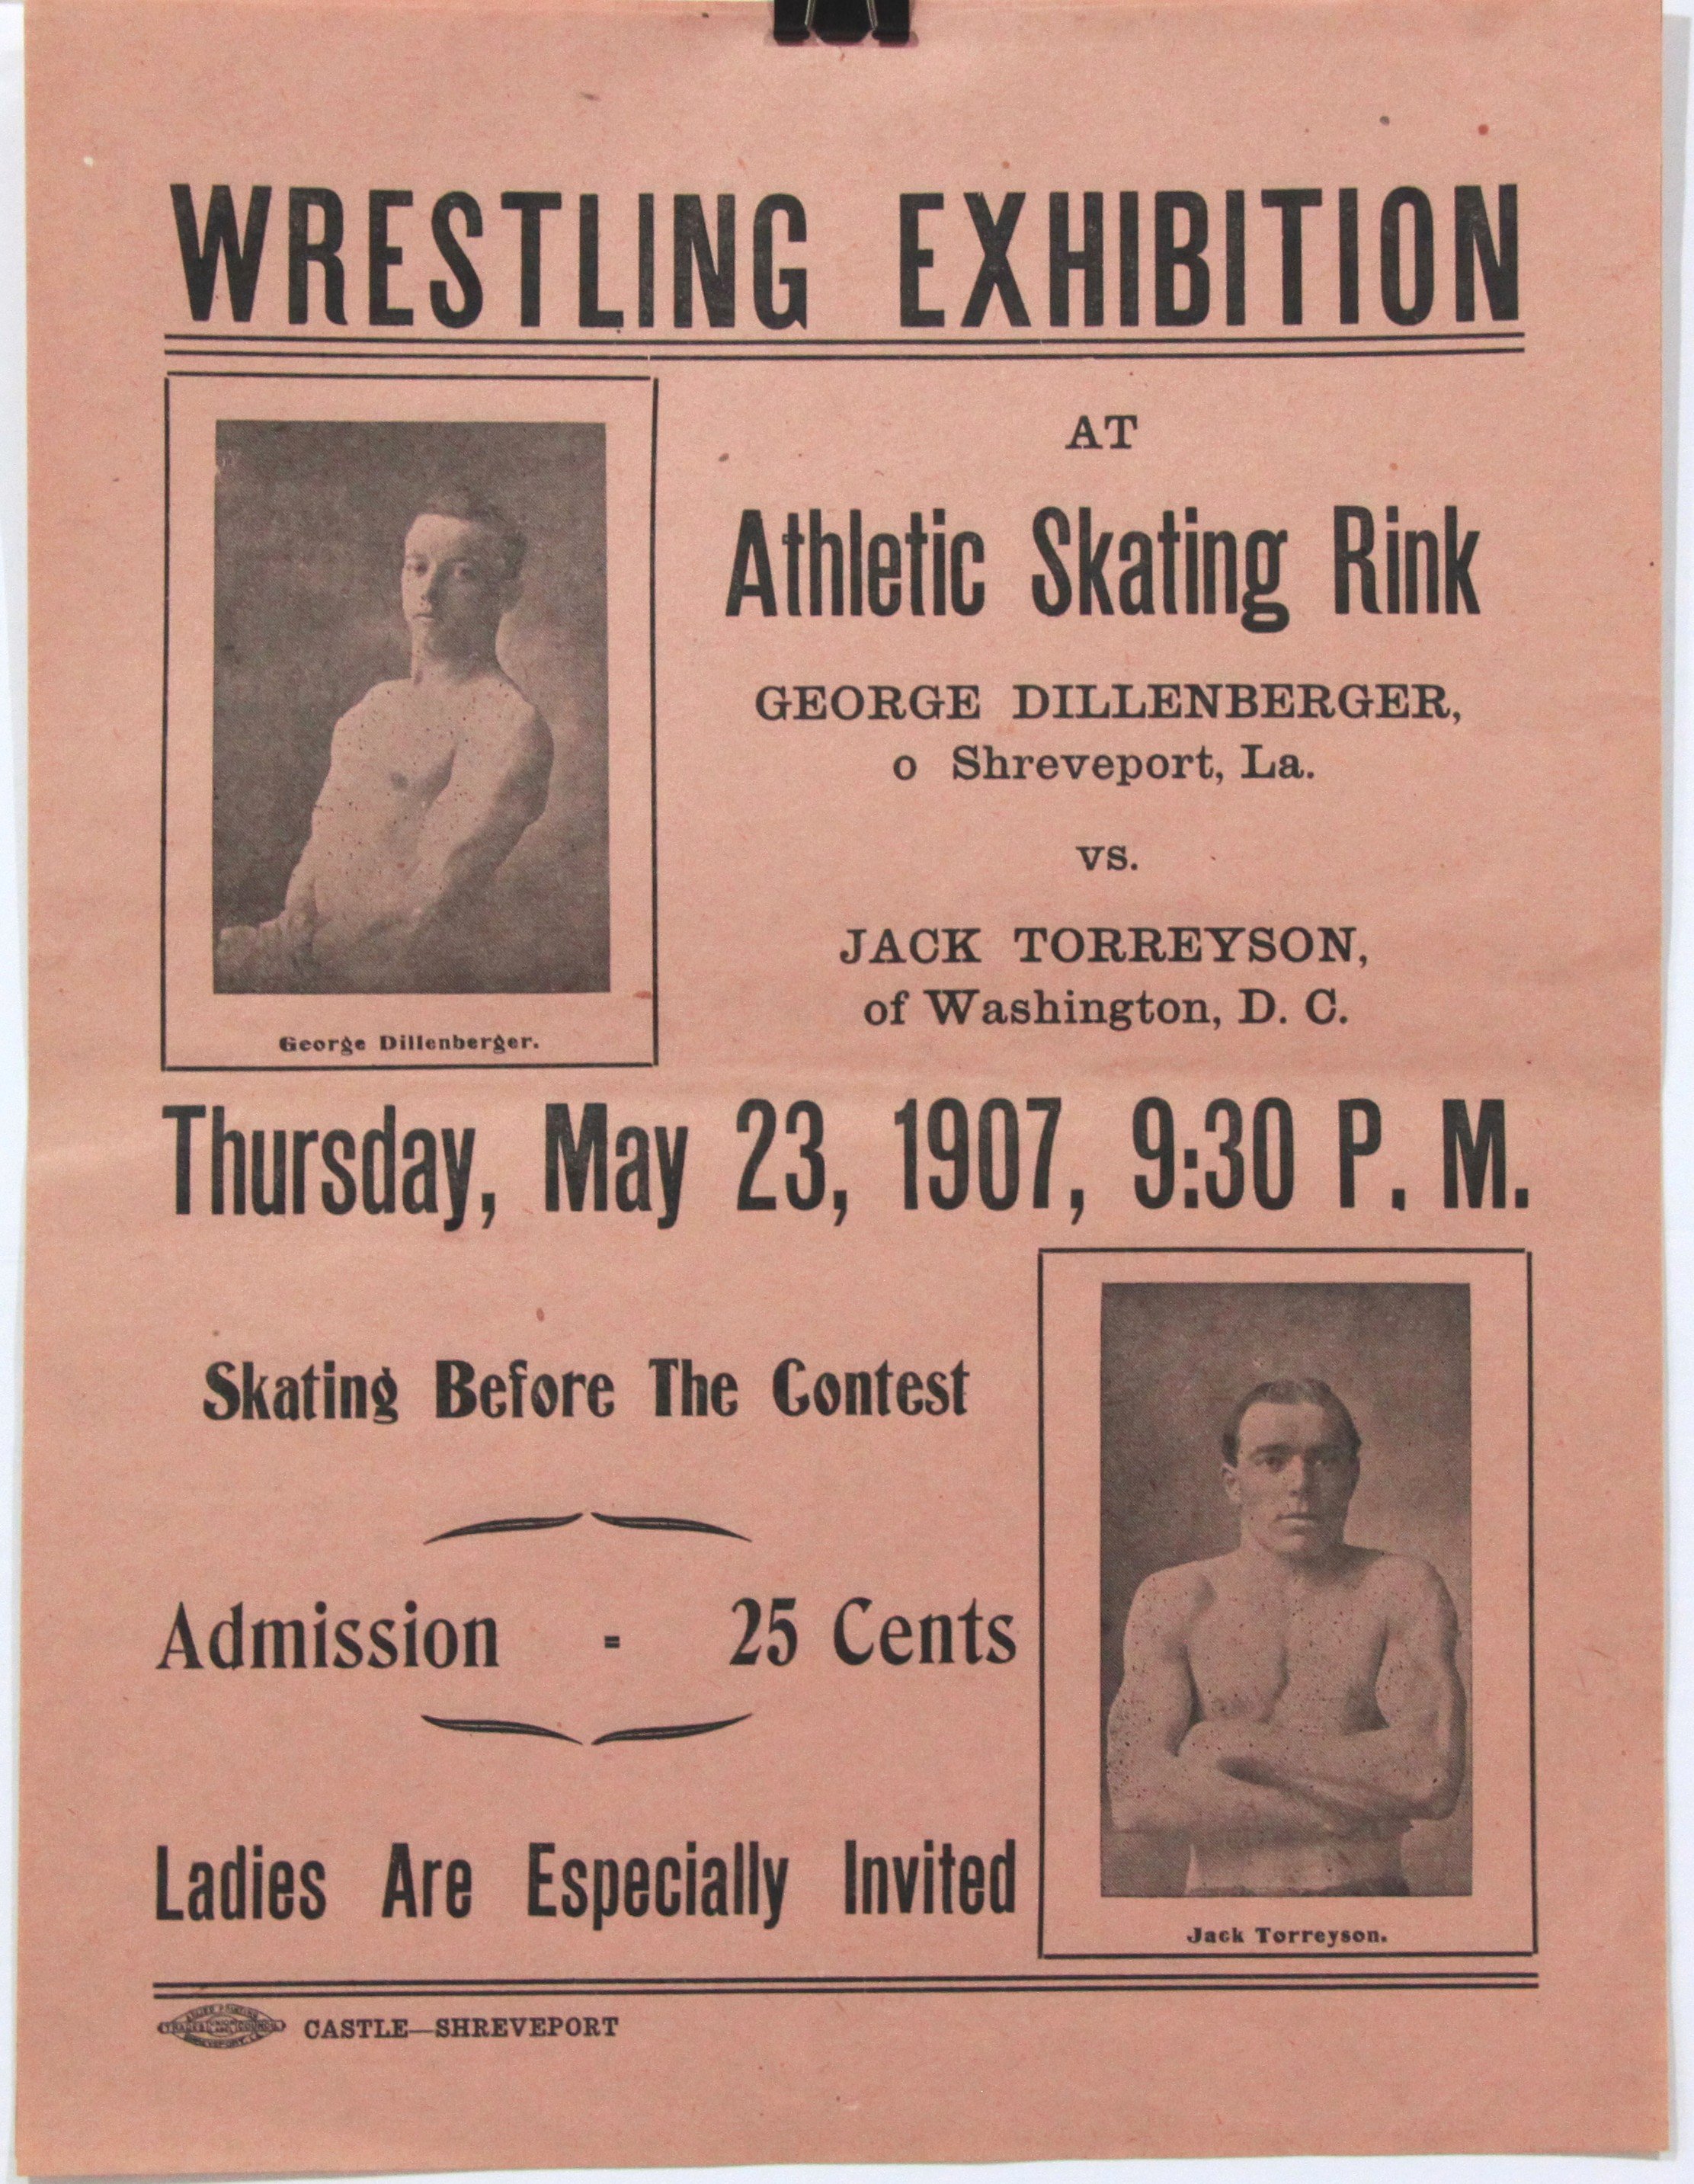 WRESTLING EXHIBITION
AT
Athletic Skating Rink
GEORGE DILLENBERGER,
o Shreveport, La.
vs.
JACK TORREYSON,
of Washington, D. C.
George Dillenberger.
Thursday, May 23, 1907, 9:30 P. M.
Skating Before The Contest
Admission - 25 Cents
Ladies Are Especially Invited
Jack Torreyson.
CASTLE—SHREVEPORT